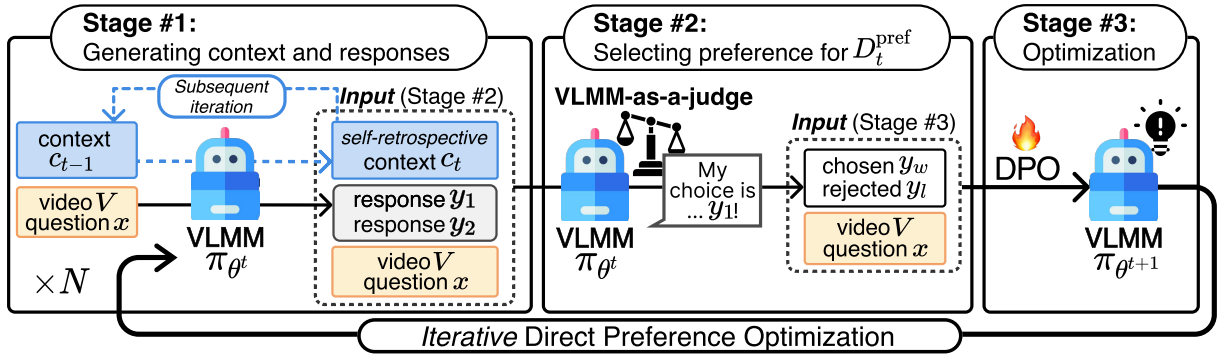 Stage #1:
Generating context and responses
Subsequent
iteration
context
c_{t−1}
video V
question x
×N
VLMM
π_{θ^t}
Input (Stage #2)
self-retrospective
context c_t
response y_1
response y_2
video V
question x
Stage #2:
Selecting preference for D_t^{pref}
VLMM-as-a-judge
VLMM
π_{θ^t}
My
choice is
... y_1!
Input (Stage #3)
chosen y_w
rejected y_l
video V
question x
Stage #3:
Optimization
DPO
VLMM
π_{θ^{t+1}}
Iterative Direct Preference Optimization